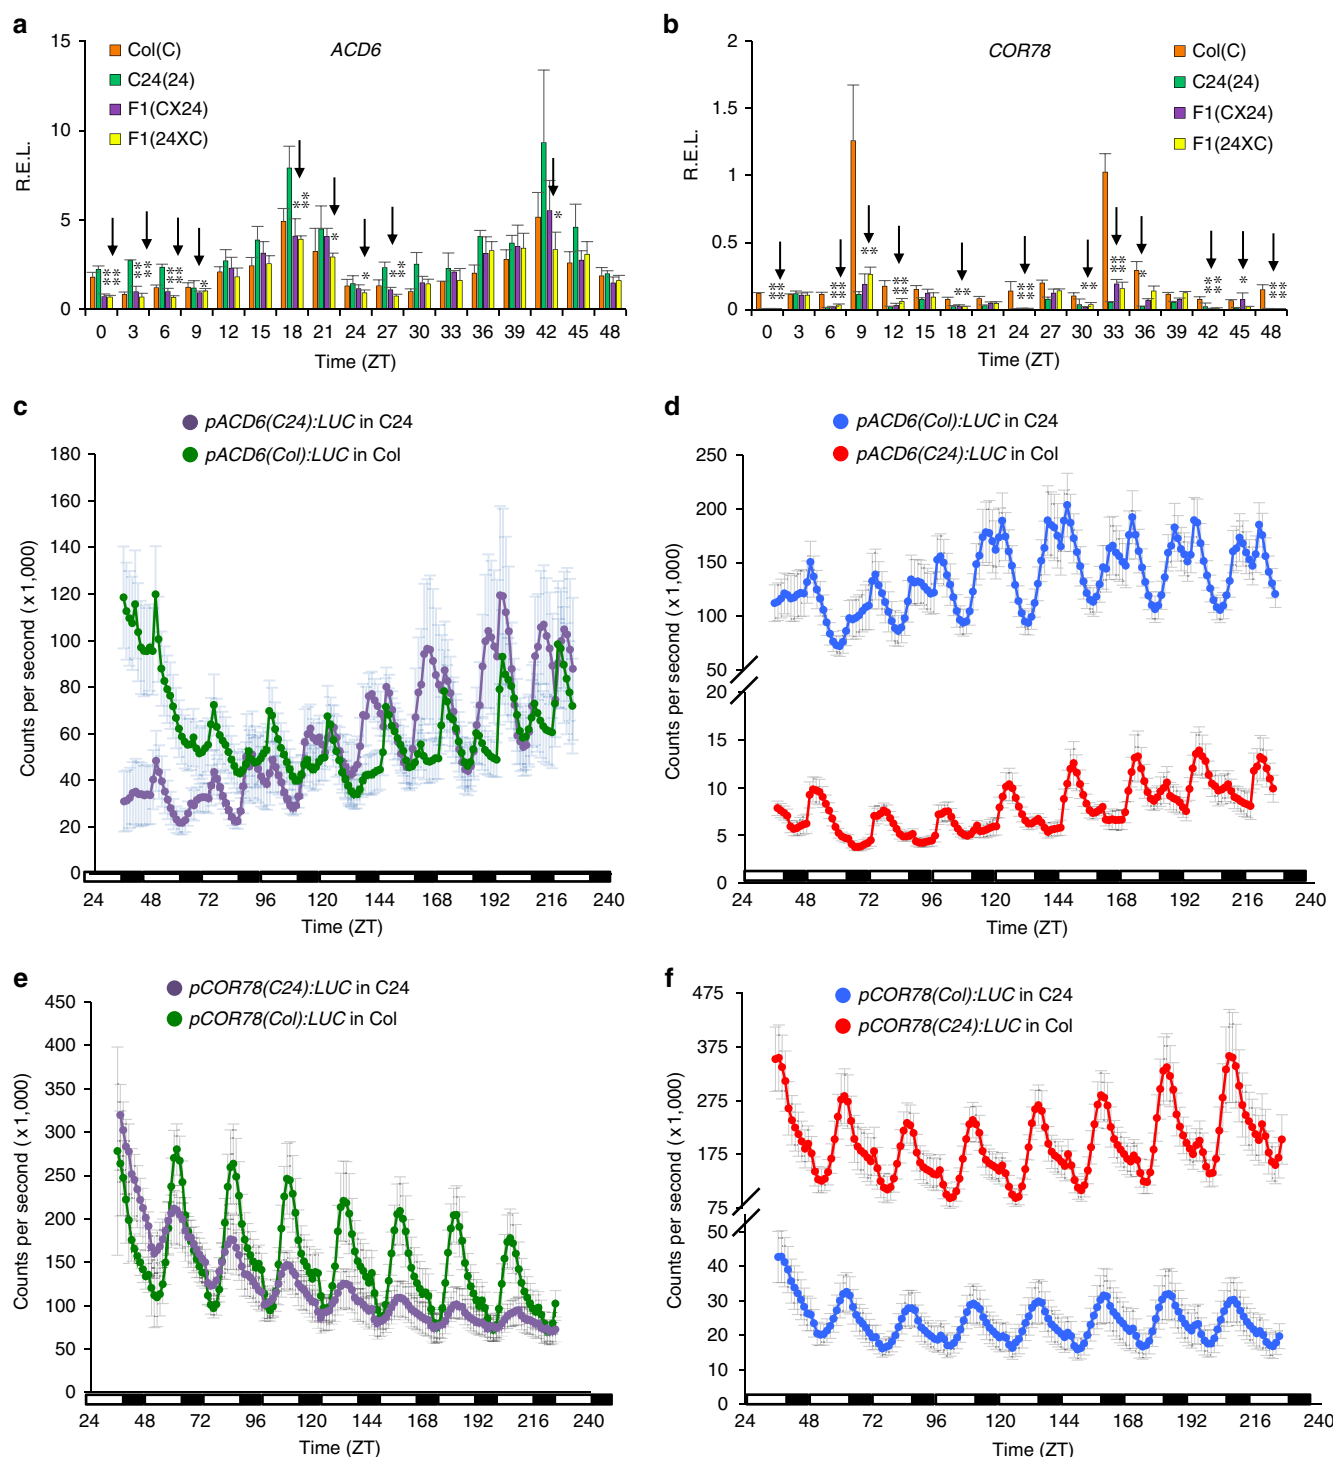 a
ACD6
Col(C)
C24(24)
F1(CX24)
F1(24XC)
R.E.L.
15
10
5
0
** ** ** ** ** ** * * ** ** * * * ** *
0 3 6 9 12 15 18 21 24 27 30 33 36 39 42 45 48
Time (ZT)
b
COR78
Col(C)
C24(24)
F1(CX24)
F1(24XC)
R.E.L.
2
1.5
1
0.5
0
** ** ** ** ** ** ** ** ** ** ** ** ** ** * ** ** * ** **
0 3 6 9 12 15 18 21 24 27 30 33 36 39 42 45 48
Time (ZT)
c
pACD6(C24):LUC in C24
pACD6(Col):LUC in Col
Counts per second (x 1,000)
180
160
140
120
100
80
60
40
20
0
24 48 72 96 120 144 168 192 216 240
Time (ZT)
d
pACD6(Col):LUC in C24
pACD6(C24):LUC in Col
Counts per second (x 1,000)
250
200
150
100
50
20
15
10
5
0
24 48 72 96 120 144 168 192 216 240
Time (ZT)
e
pCOR78(C24):LUC in C24
pCOR78(Col):LUC in Col
Counts per second (x 1,000)
450
400
350
300
250
200
150
100
50
0
24 48 72 96 120 144 168 192 216 240
Time (ZT)
f
pCOR78(Col):LUC in C24
pCOR78(C24):LUC in Col
Counts per second (x 1,000)
475
375
275
175
75
50
40
30
20
10
0
24 48 72 96 120 144 168 192 216 240
Time (ZT)